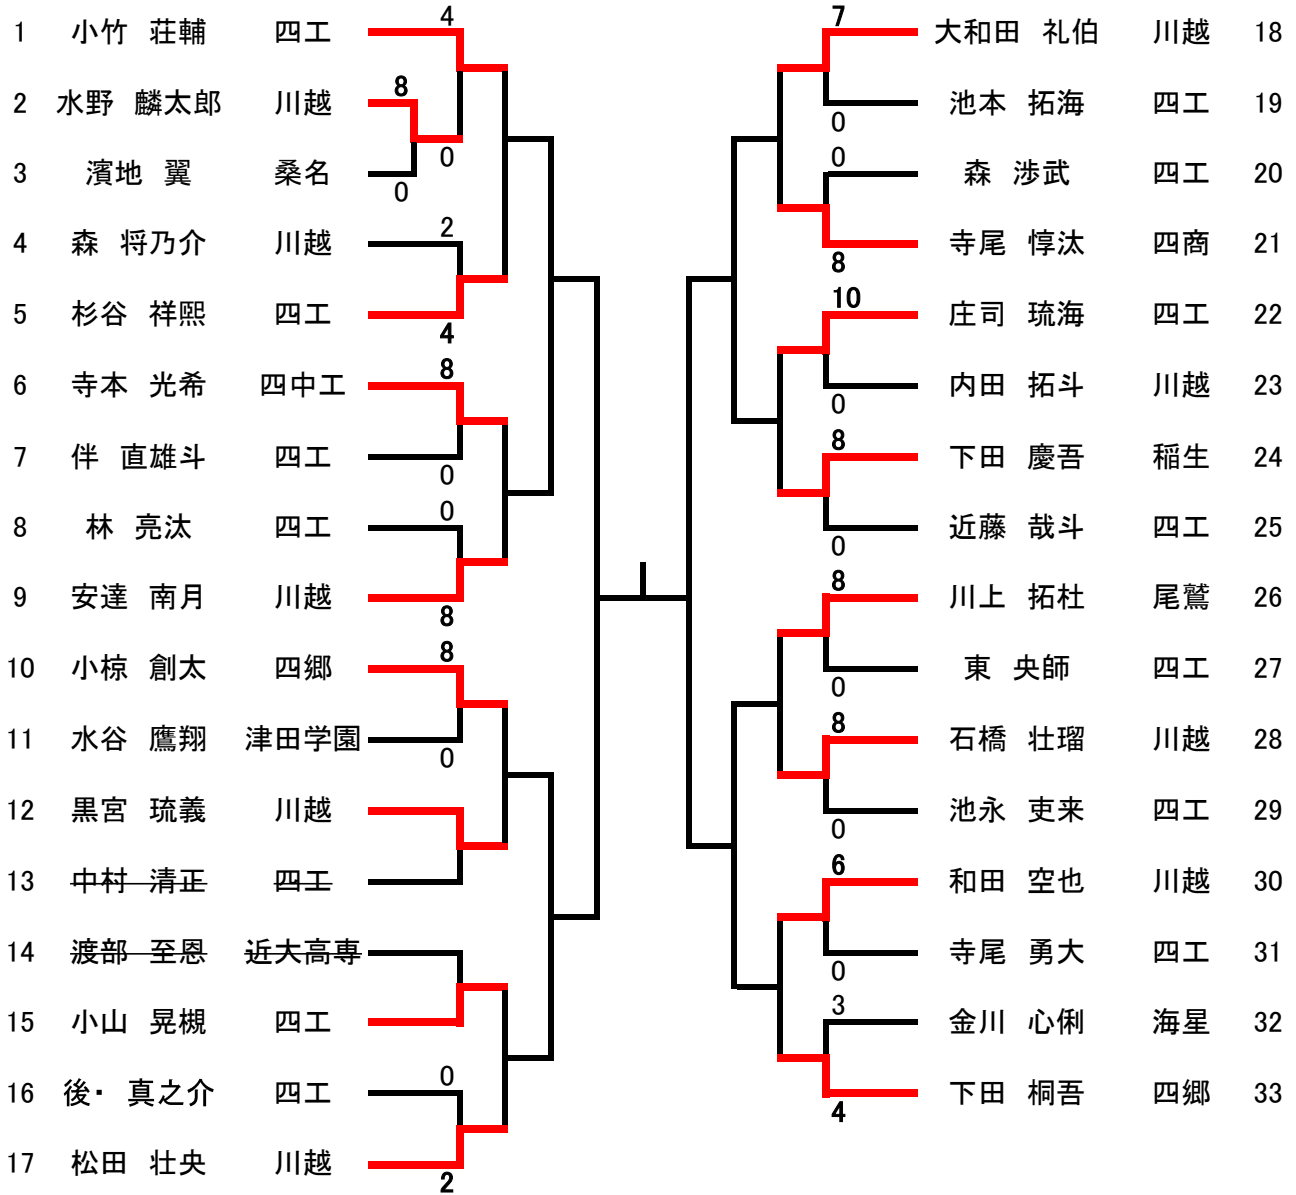 1 小竹 荘輔 四工 4
2 水野 麟太郎 川越 8
0
3 濱地 翼 桑名 0
4 森 将乃介 川越 2
5 杉谷 祥熙 四工 4
6 寺本 光希 四中工 8
7 伴 直雄斗 四工 0
8 林 亮汰 四工 0
9 安達 南月 川越 8
10 小椋 創太 四郷 8
11 水谷 鷹翔 津田学園 0
12 黒宮 琉義 川越
13 中村 清正 四工
14 渡部 至恩 近大高専
15 小山 晃槻 四工
16 後・ 真之介 四工 0
17 松田 壮央 川越 2
7 大和田 礼伯 川越 18
0 池本 拓海 四工 19
0 森 渉武 四工 20
8 寺尾 惇汰 四商 21
10 庄司 琉海 四工 22
0 内田 拓斗 川越 23
8 下田 慶吾 稲生 24
0 近藤 哉斗 四工 25
8 川上 拓杜 尾鷲 26
0 東 央師 四工 27
8 石橋 壮瑠 川越 28
0 池永 吏来 四工 29
6 和田 空也 川越 30
0 寺尾 勇大 四工 31
3 金川 心俐 海星 32
4 下田 桐吾 四郷 33